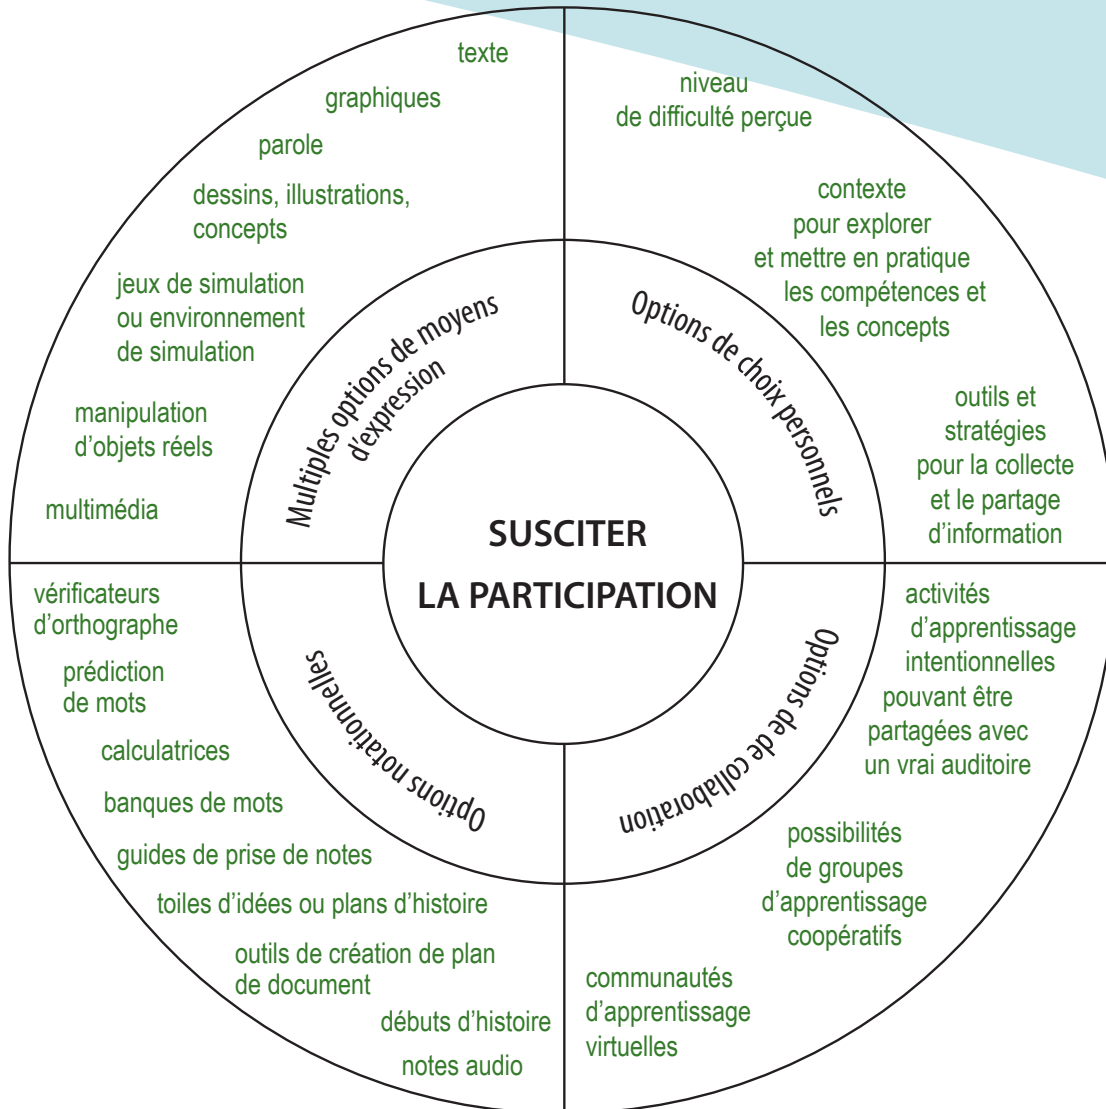 texte
graphiques
parole
dessins, illustrations,
concepts
jeux de simulation
ou environnement
de simulation
manipulation
d’objets réels
multimédia
Multiples options de moyens
d’expression
niveau
de difficulté perçue
contexte
pour explorer
et mettre en pratique
les compétences et
les concepts
outils et
stratégies
pour la collecte
et le partage
d’information
Options de choix personnels
SUSCITER
LA PARTICIPATION
vérificateurs
d’orthographe
prédiction
de mots
calculatrices
banques de mots
guides de prise de notes
toiles d’idées ou plans d’histoire
outils de création de plan
de document
débuts d’histoire
notes audio
Options notationnelles
activités
d’apprentissage
intentionnelles
pouvant être
partagées avec
un vrai auditoire
possibilités
de groupes
d’apprentissage
coopératifs
communautés
d’apprentissage
virtuelles
Options de de collaboration